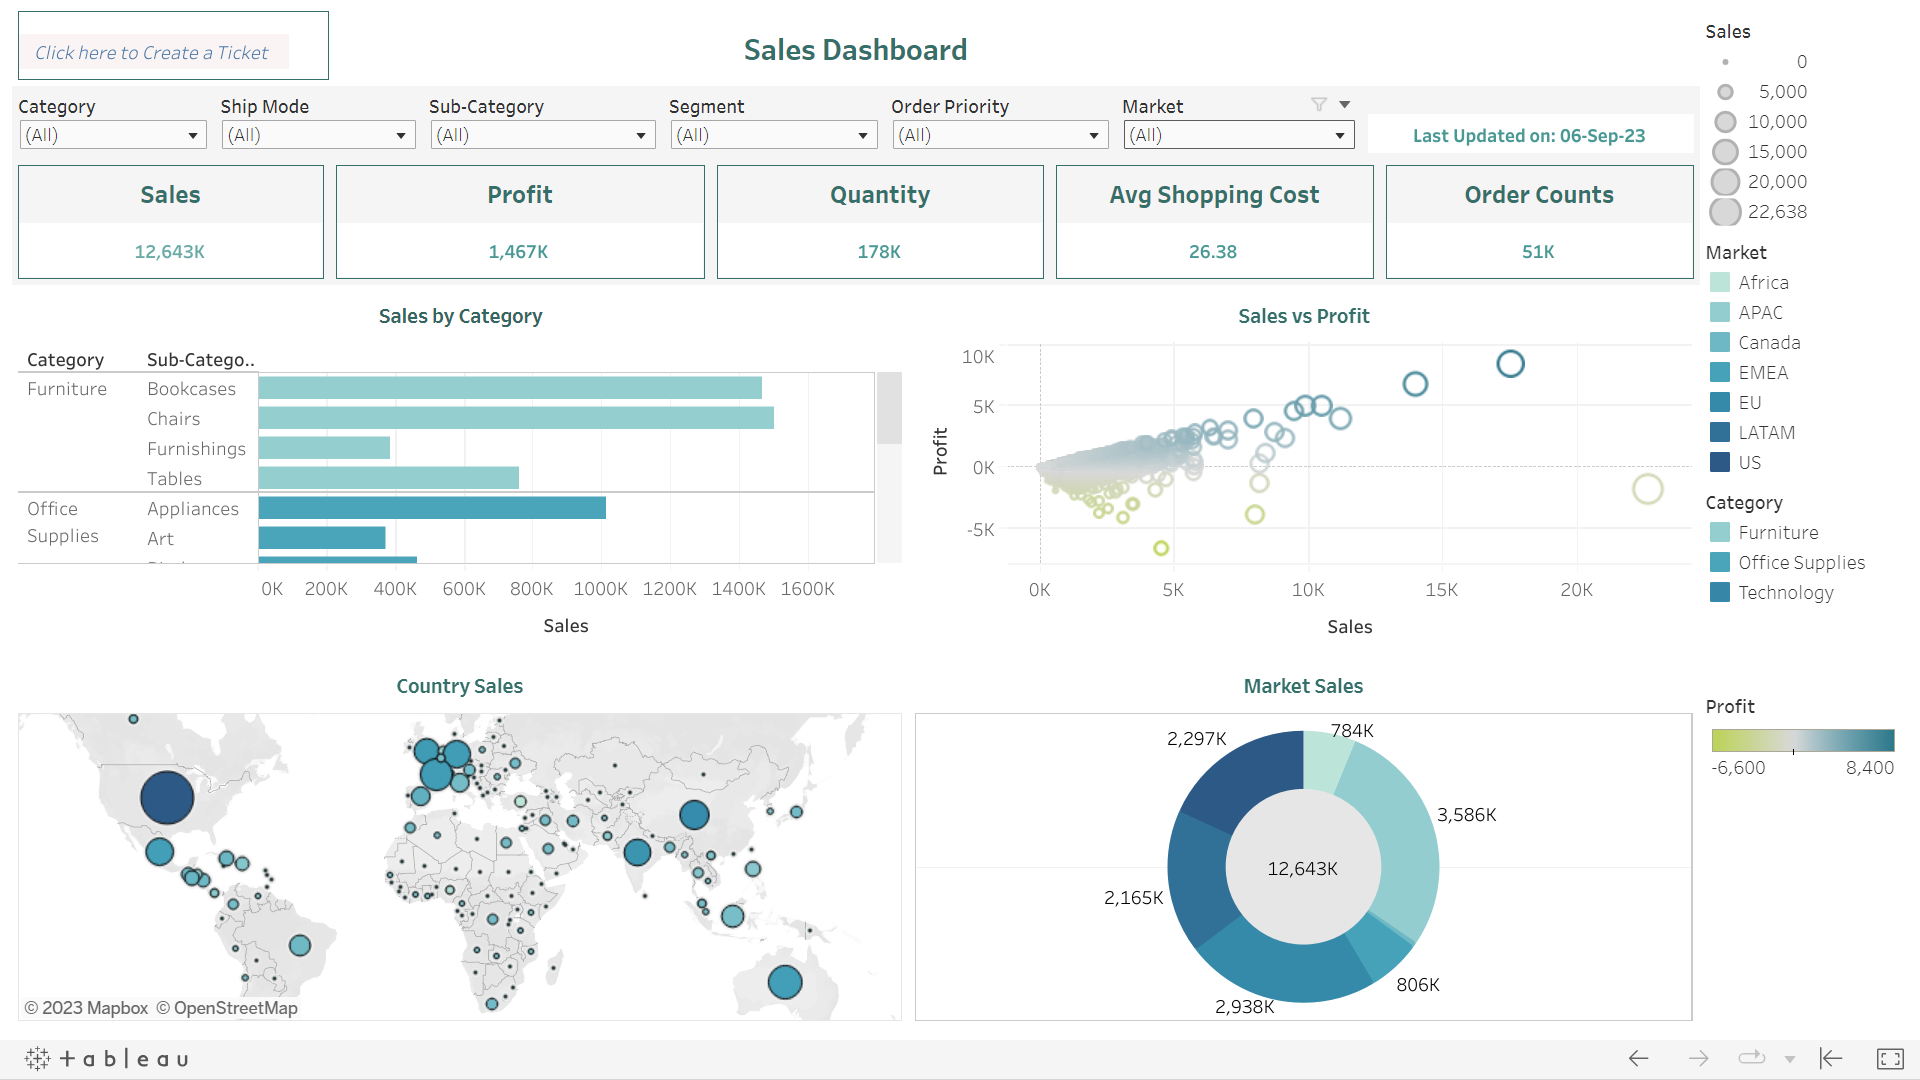 Click here to Create a Ticket
Sales Dashboard
Category
Ship Mode
Sub-Category
Segment
Order Priority
Market
(All)
(All)
(All)
(All)
(All)
(All)
Last Updated on: 06-Sep-23
Sales
Profit
Quantity
Avg Shopping Cost
Order Counts
12,643K
1,467K
178K
26.38
51K
Sales by Category
Category
Sub-Catego..
Furniture
Bookcases
Chairs
Furnishings
Tables
Office
Supplies
Appliances
Art
0K
200K
400K
600K
800K
1000K
1200K
1400K
1600K
Sales
Sales vs Profit
Profit
10K
5K
0K
-5K
0K
5K
10K
15K
20K
Sales
Country Sales
© 2023 Mapbox © OpenStreetMap
Market Sales
784K
3,586K
806K
2,938K
2,165K
2,297K
12,643K
Sales
0
5,000
10,000
15,000
20,000
22,638
Market
Africa
APAC
Canada
EMEA
EU
LATAM
US
Category
Furniture
Office Supplies
Technology
Profit
-6,600
8,400
+ableau